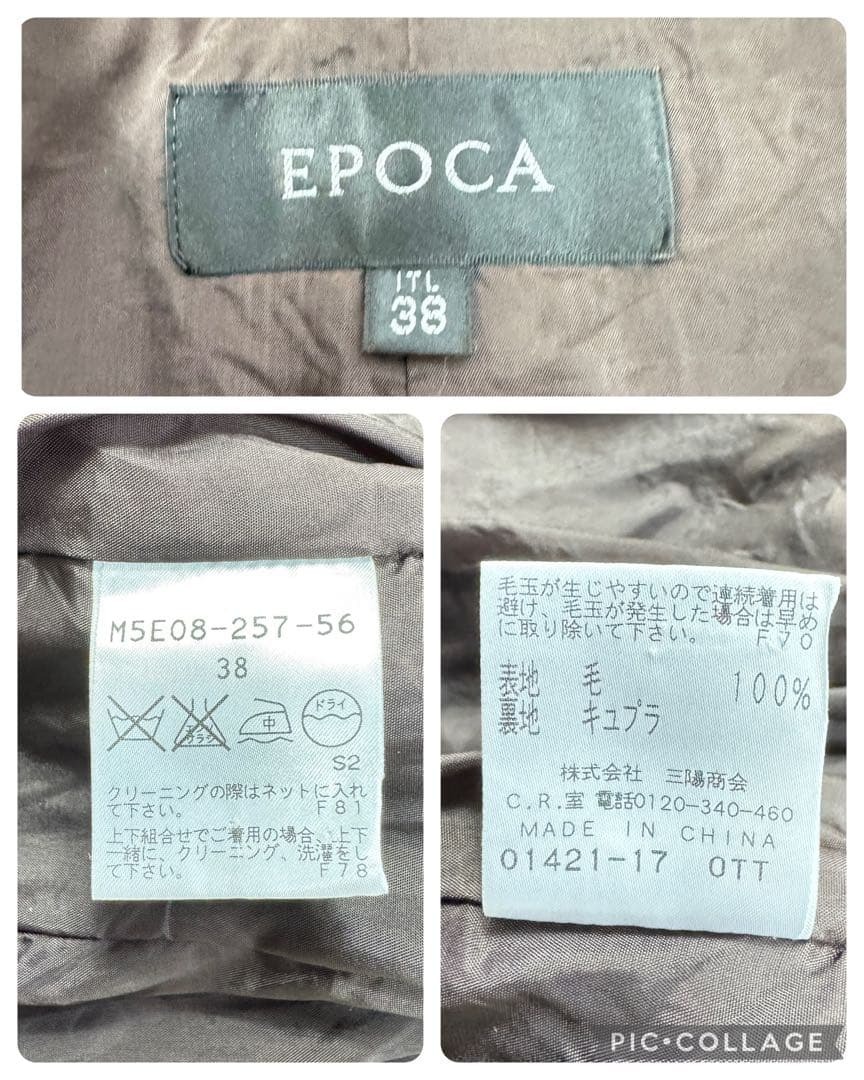 EPOCA
ITL
38
M5E08-257-56
38
エンソ
サラシ
中
ドライ
S2
クリーニングの際はネットに入れ
て下さい。 F81
上下組合せでご着用の場合、上下
一緒に、クリーニング、洗濯をし
て下さい。 F78
毛玉が生じやすいので連続着用は
避け、毛玉が発生した場合は早め
に取り除いて下さい。 F70
表地 毛 100%
裏地 キュプラ
株式会社 三陽商会
C.R.室 電話0120-340-460
MADE IN CHINA
01421-17 OTT
PIC•COLLAGE